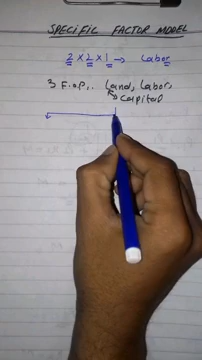 SPECIFIC FACTOR MODEL
2 x 2 x 1 → Labor
3 F.o.p.. Land, Labor,
Capital